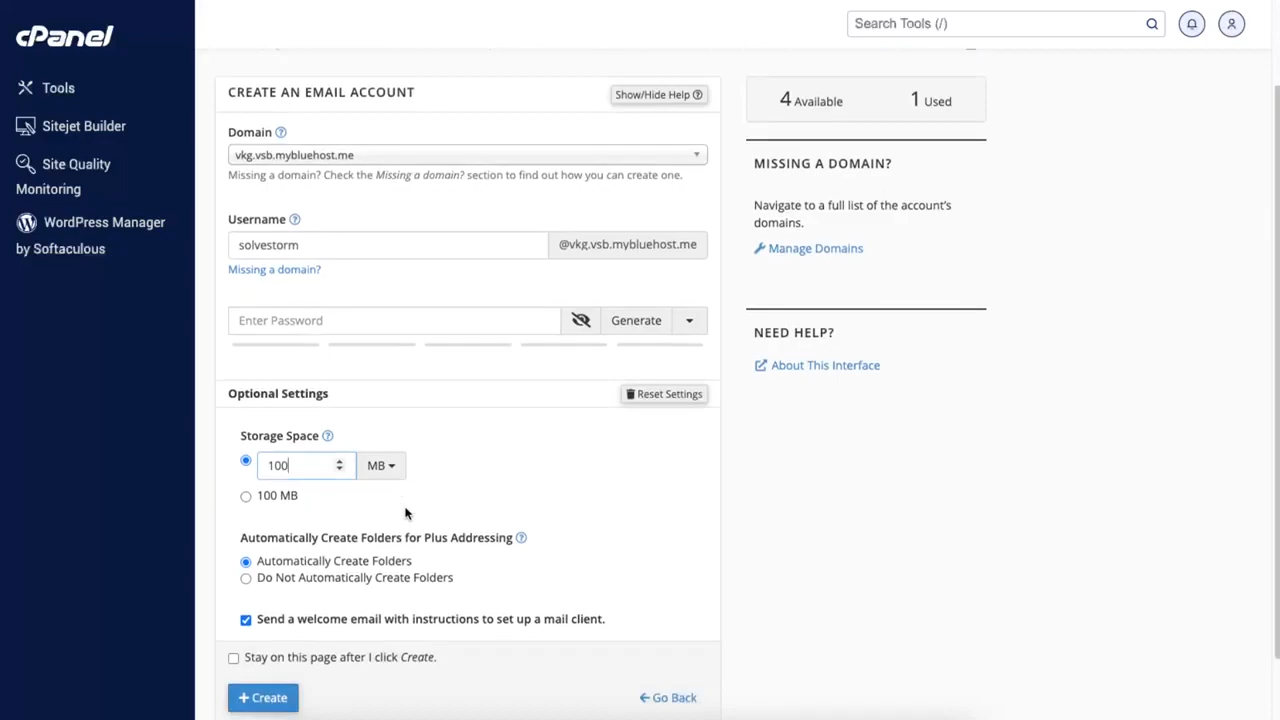 cPanel
Search Tools (/)
Tools
Sitejet Builder
Site Quality
Monitoring
WordPress Manager
by Softaculous
CREATE AN EMAIL ACCOUNT
Show/Hide Help
Domain
vkg.vsb.mybluehost.me
Missing a domain? Check the Missing a domain? section to find out how you can create one.
Username
solvestorm
@vkg.vsb.mybluehost.me
Missing a domain?
Enter Password
Generate
Optional Settings
Reset Settings
Storage Space
100
MB
100 MB
Automatically Create Folders for Plus Addressing
Automatically Create Folders
Do Not Automatically Create Folders
Send a welcome email with instructions to set up a mail client.
Stay on this page after I click Create.
+ Create
Go Back
4 Available
1 Used
MISSING A DOMAIN?
Navigate to a full list of the account's
domains.
Manage Domains
NEED HELP?
About This Interface